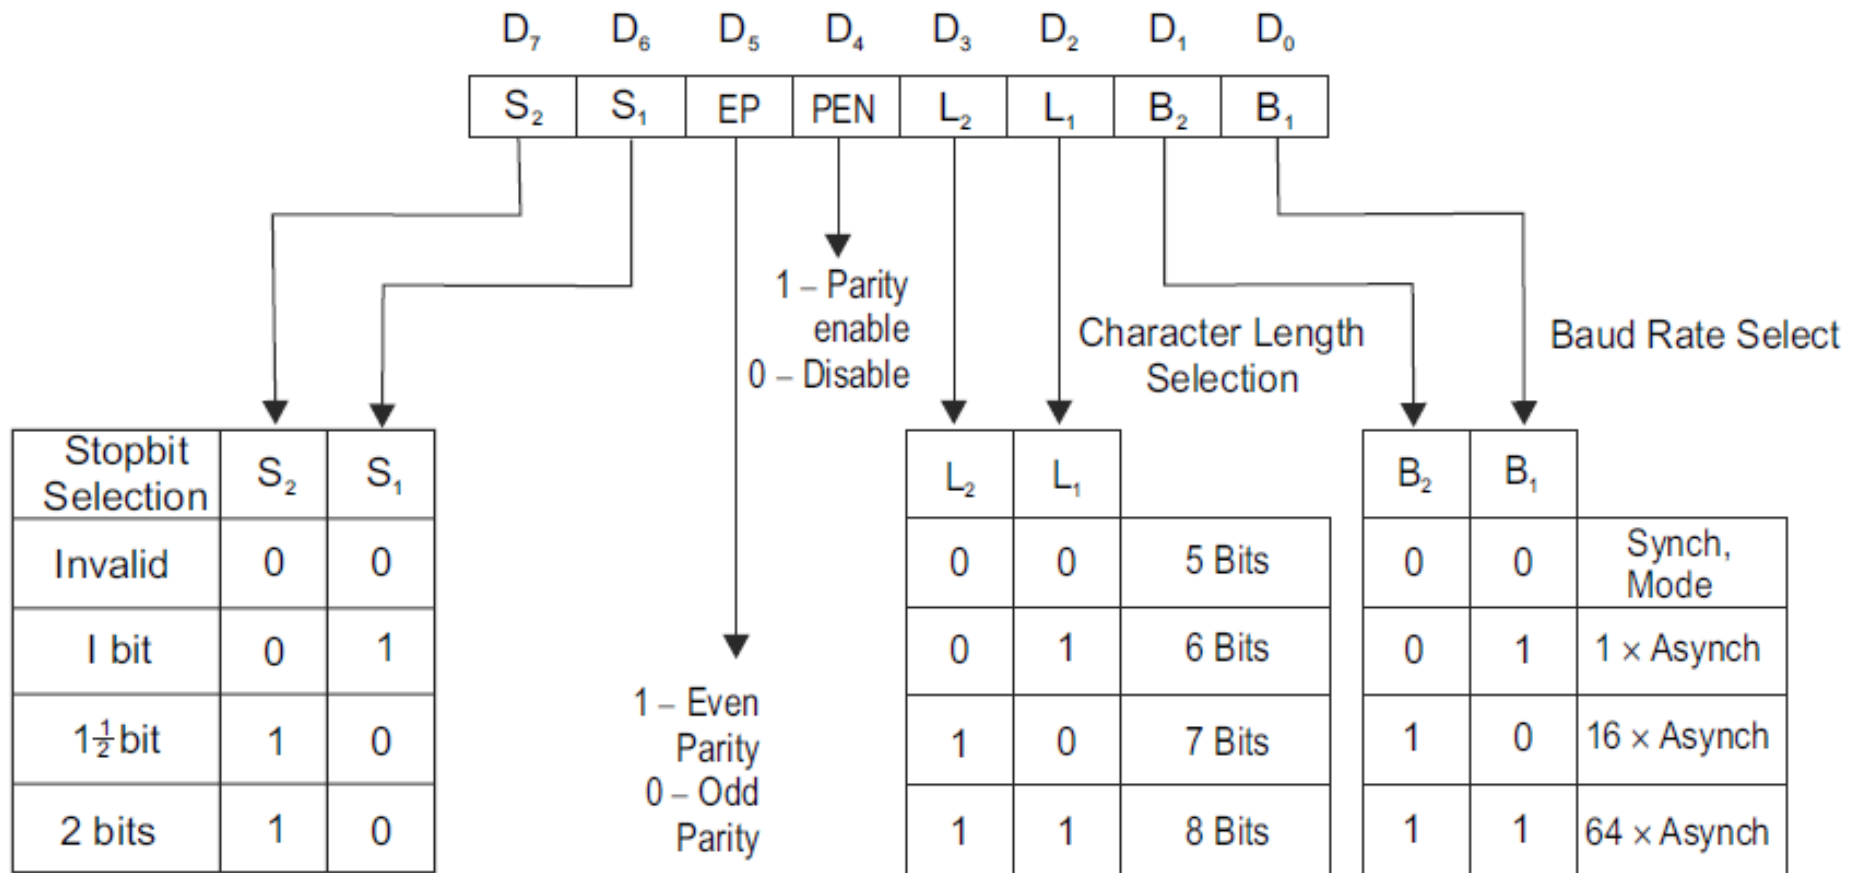 D₇ D₆ D₅ D₄ D₃ D₂ D₁ D₀
S₂ S₁ EP PEN L₂ L₁ B₂ B₁
1 – Parity
enable
0 – Disable
Character Length
Selection
Baud Rate Select
Stopbit
Selection S₂ S₁
Invalid 0 0
I bit 0 1
1½ bit 1 0
2 bits 1 0
1 – Even
Parity
0 – Odd
Parity
L₂ L₁
0 0 5 Bits
0 1 6 Bits
1 0 7 Bits
1 1 8 Bits
B₂ B₁
0 0 Synch,
Mode
0 1 1 × Asynch
1 0 16 × Asynch
1 1 64 × Asynch